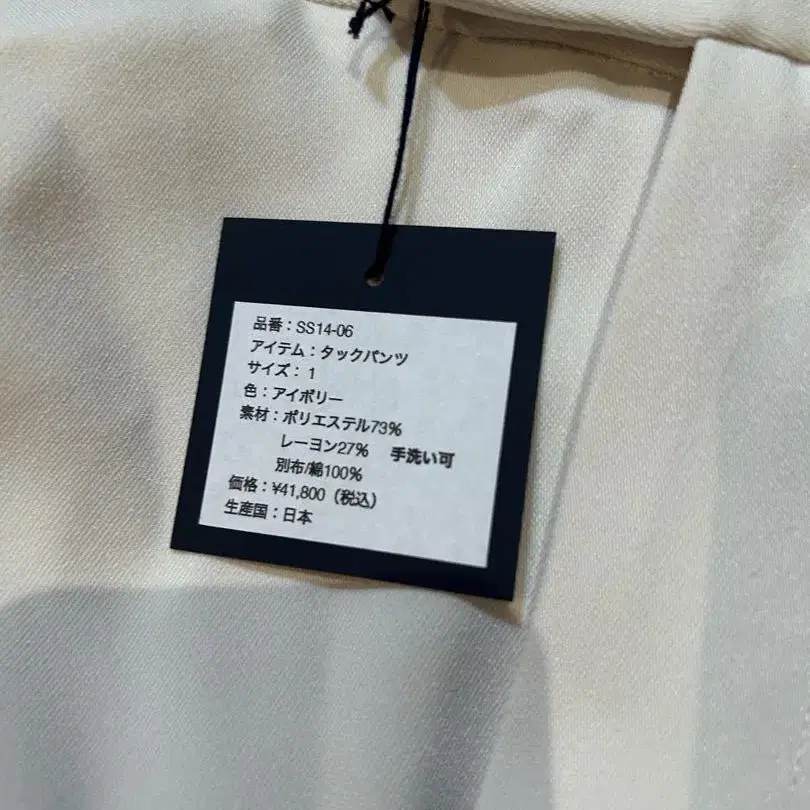 品番：SS14-06
アイテム：タックパンツ
サイズ：1
色：アイボリー
素材：ポリエステル73%
レーヨン27% 手洗い可
別布/綿100%
価格：¥41,800（税込）
生産国：日本